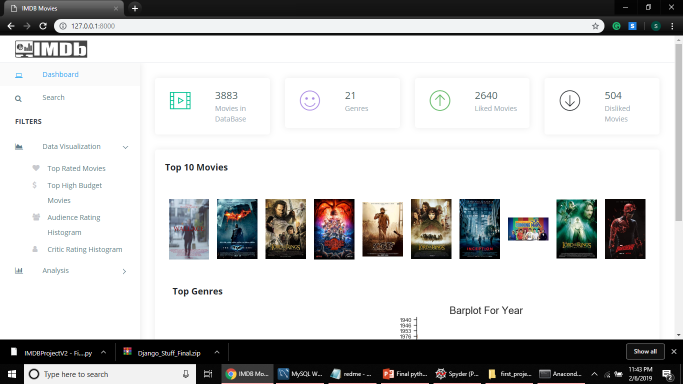 IMDB Movies
127.0.0.1:8000
IMDb
Dashboard
Search
FILTERS
Data Visualization
Top Rated Movies
Top High Budget
Movies
Audience Rating
Histogram
Critic Rating Histogram
Analysis
3883
Movies in
DataBase
21
Genres
2640
Liked Movies
504
Disliked
Movies
Top 10 Movies
INCEPTION
Top Genres
Barplot For Year
1940
1946
1953
1976
IMDBProjectV2 - Fi....py
Django_Stuff_Final.zip
Show all
Type here to search
IMDB Mo...
MySQL W...
redme - ...
Final pyth...
Spyder (P...
first_proje...
Anacond...
11:43 PM
2/6/2019